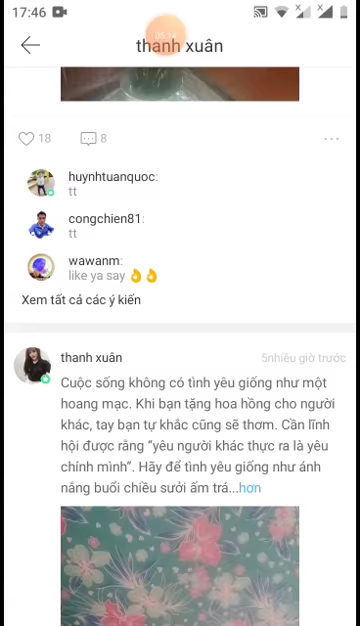 17:46
05:14
thanh xuân
18
8
huynhtuanquoc:
tt
congchien81:
tt
wawanm:
like ya say 👌👌
Xem tất cả các ý kiến
thanh xuân
5nhiều giờ trước
Cuộc sống không có tình yêu giống như một
hoang mạc. Khi bạn tặng hoa hồng cho người
khác, tay bạn tự khắc cũng sẽ thơm. Cần lĩnh
hội được rằng “yêu người khác thực ra là yêu
chính mình”. Hãy để tình yêu giống như ánh
nắng buổi chiều sưởi ấm trá...hơn